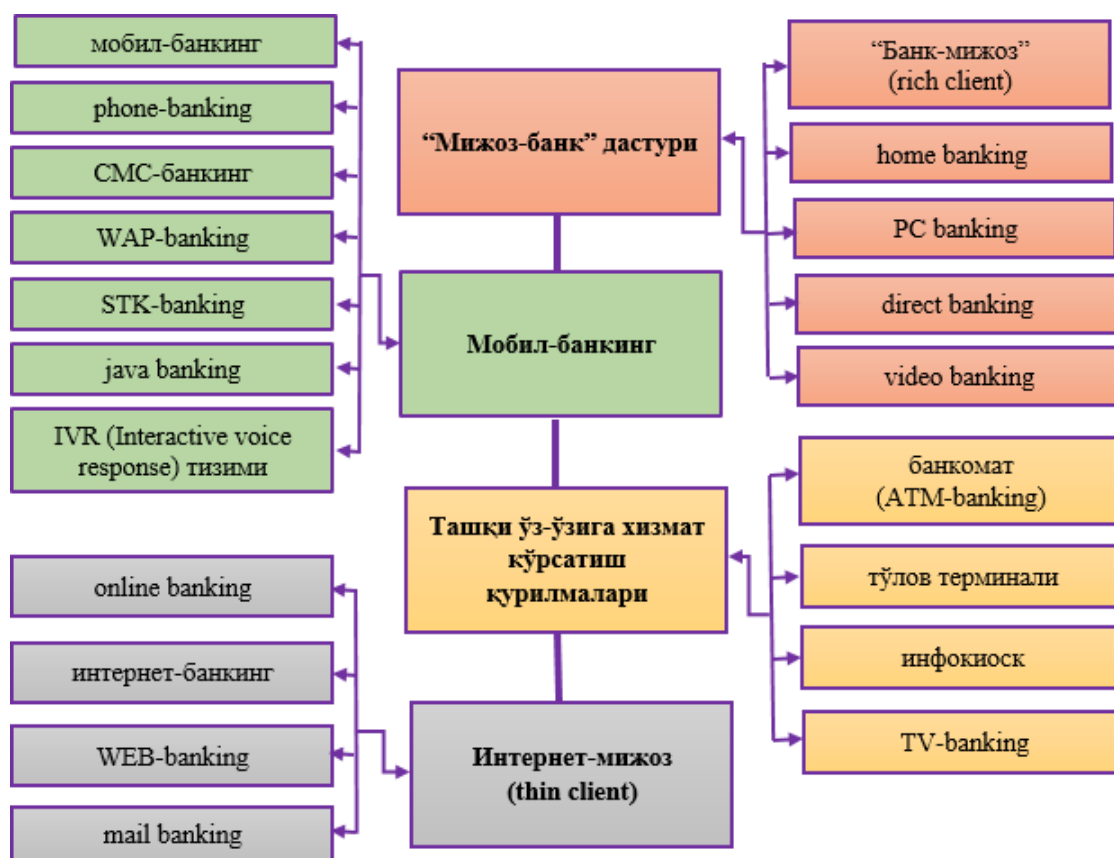 мобил-банкинг
phone-banking
СМС-банкинг
WAP-banking
STK-banking
java banking
IVR (Interactive voice
response) тизими
“Мижоз-банк” дастури
“Банк-мижоз”
(rich client)
home banking
PC banking
direct banking
video banking
Мобил-банкинг
Ташқи ўз-ўзига хизмат
кўрсатиш
қурилмалари
банкомат
(ATM-banking)
тўлов терминали
инфокиоск
TV-banking
online banking
интернет-банкинг
WEB-banking
mail banking
Интернет-мижоз
(thin client)